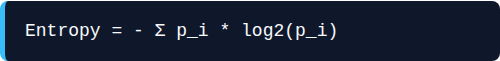 Entropy = - Σ p_i * log2(p_i)